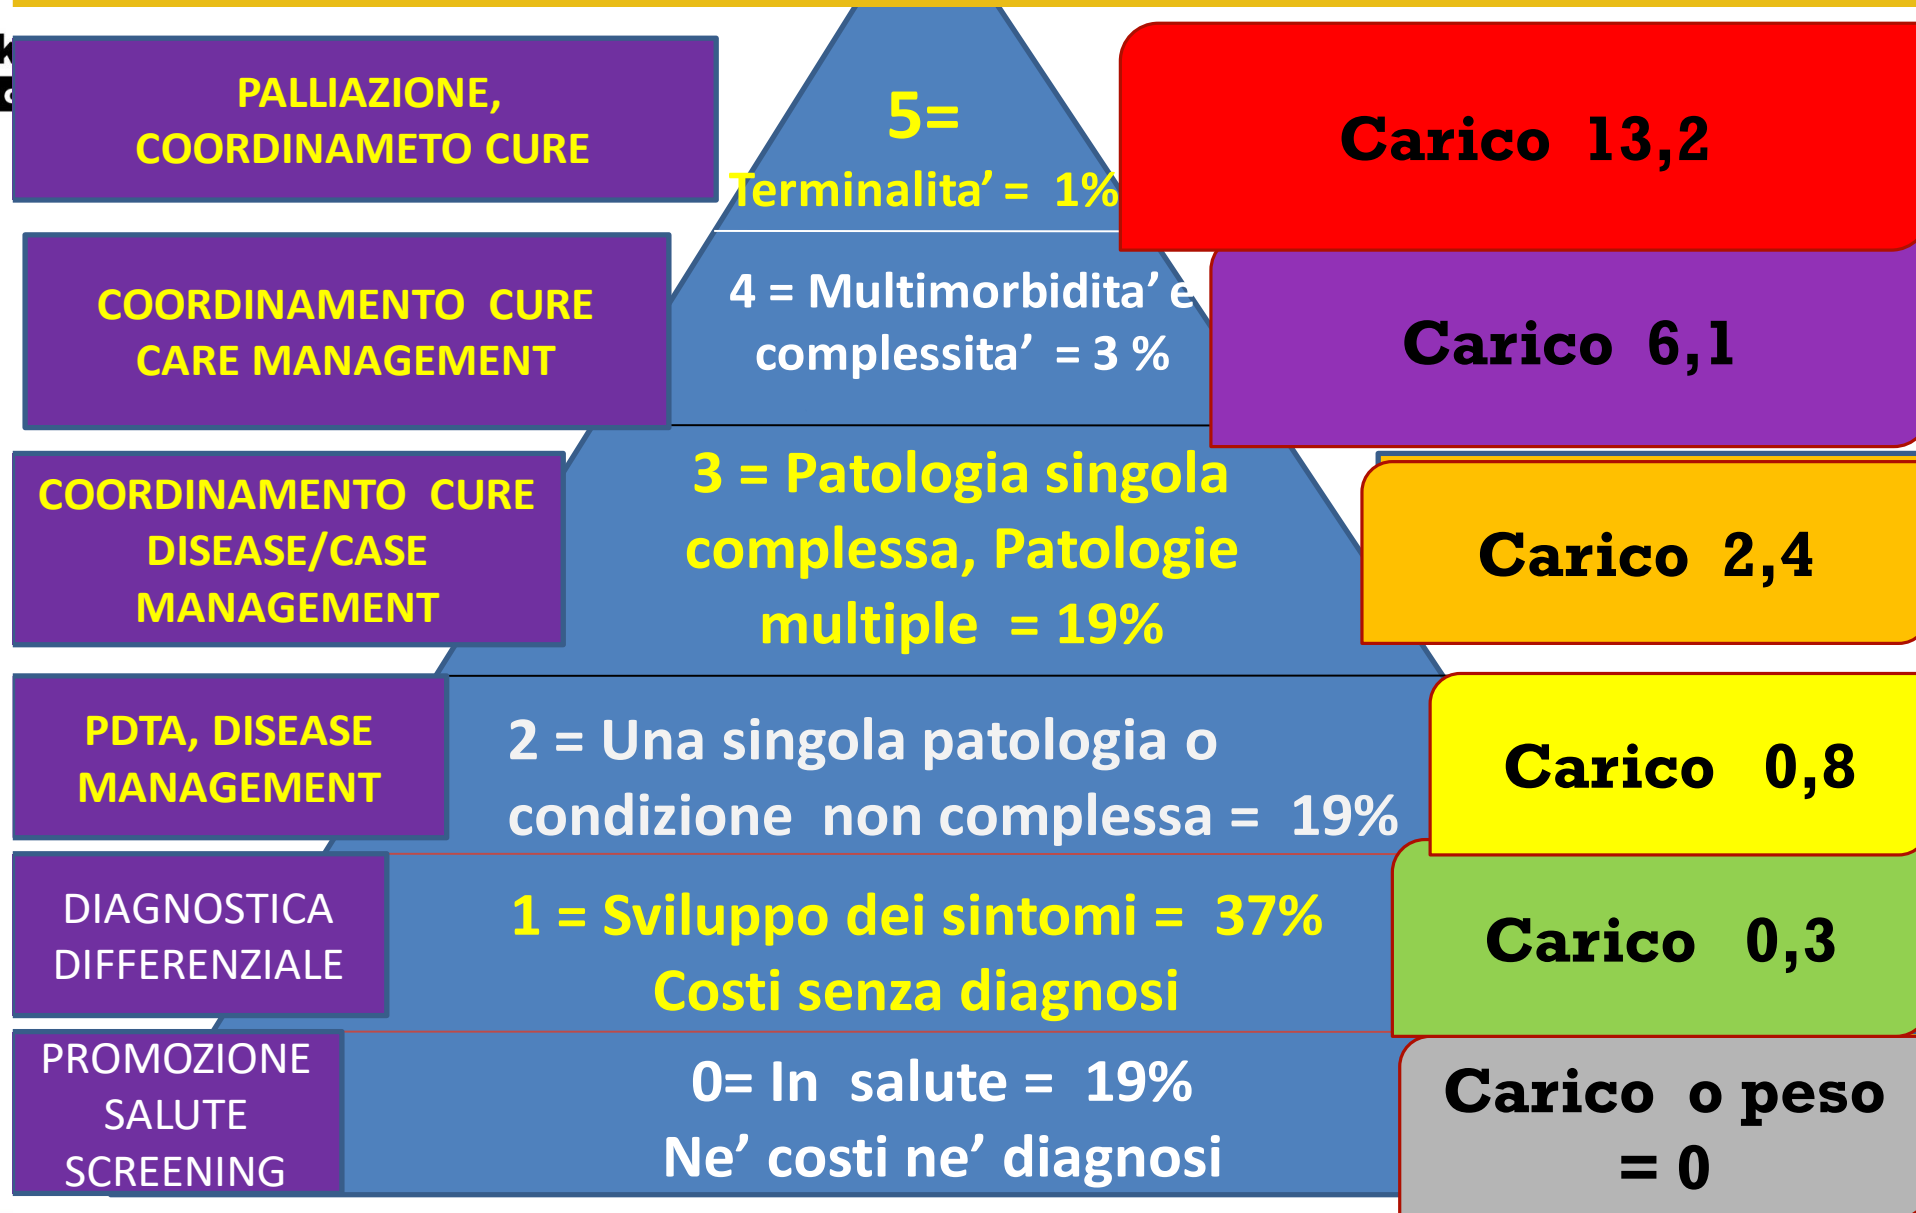 PALLIAZIONE,
COORDINAMETO CURE
5=
Terminalita’ = 1%
Carico 13,2
COORDINAMENTO CURE
CARE MANAGEMENT
4 = Multimorbidita’ e
complessita’ = 3 %
Carico 6,1
COORDINAMENTO CURE
DISEASE/CASE
MANAGEMENT
3 = Patologia singola
complessa, Patologie
multiple = 19%
Carico 2,4
PDTA, DISEASE
MANAGEMENT
2 = Una singola patologia o
condizione non complessa = 19%
Carico 0,8
DIAGNOSTICA
DIFFERENZIALE
1 = Sviluppo dei sintomi = 37%
Costi senza diagnosi
Carico 0,3
PROMOZIONE
SALUTE
SCREENING
0= In salute = 19%
Ne’ costi ne’ diagnosi
Carico o peso
= 0